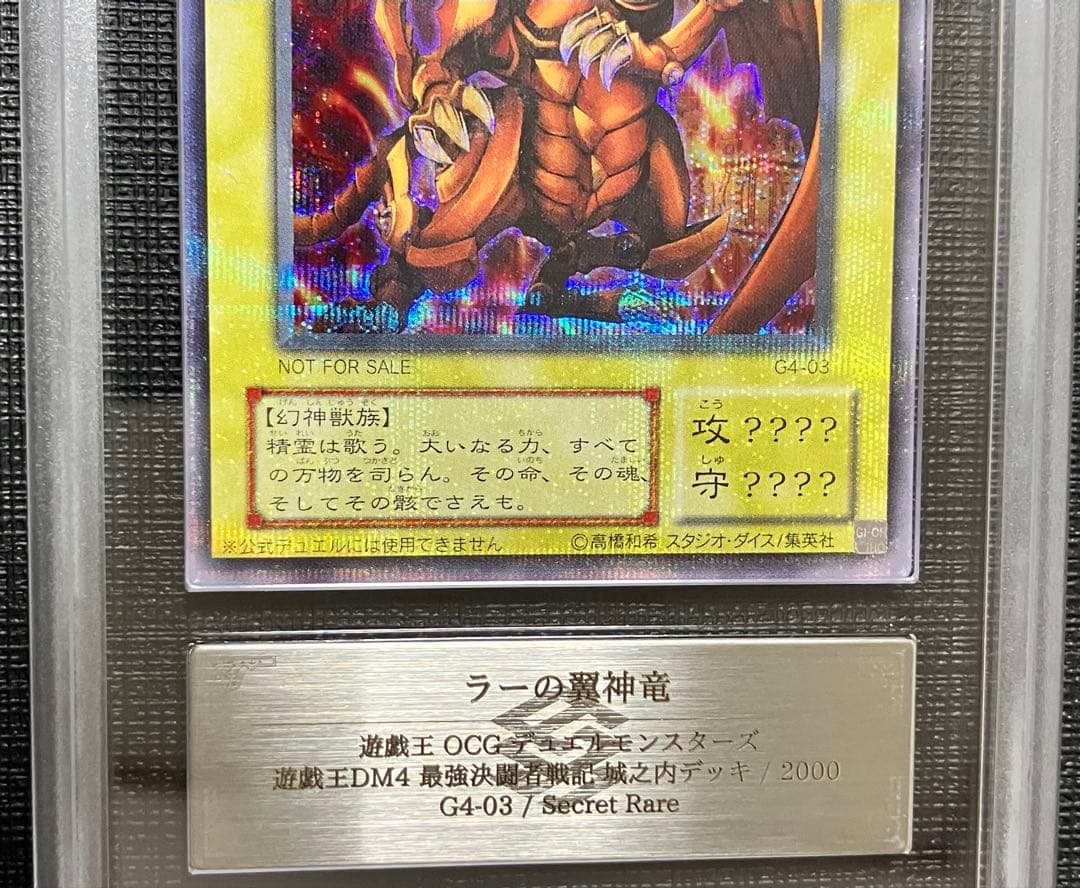 NOT FOR SALE
G4-03
【幻神獣族】
精霊は歌う。大いなる力、すべて
の万物を司らん。その命、その魂、
そしてその骸でさえも。
攻 ????
守 ????
※公式デュエルには使用できません
©高橋和希 スタジオ・ダイス/集英社
ラーの翼神竜
遊戯王 OCG デュエルモンスターズ
遊戯王DM4 最強決闘者戦記 城之内デッキ / 2000
G4-03 / Secret Rare